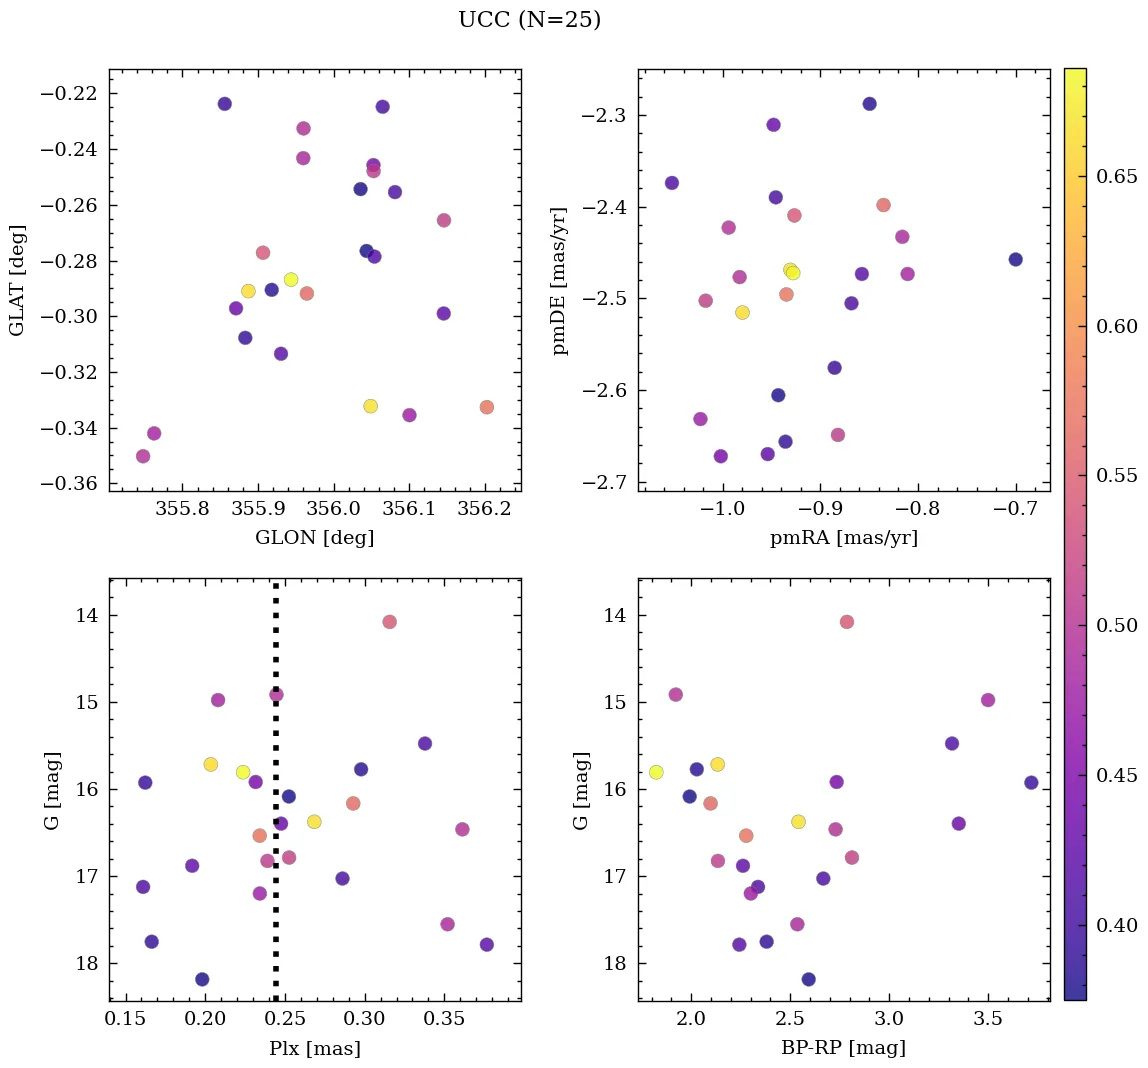 UCC (N=25)
−0.22
−0.24
−0.26
−0.28
−0.30
−0.32
−0.34
−0.36
GLAT [deg]
355.8 355.9 356.0 356.1 356.2
GLON [deg]
−2.3
−2.4
−2.5
−2.6
−2.7
pmDE [mas/yr]
−1.0 −0.9 −0.8 −0.7
pmRA [mas/yr]
0.65
0.60
0.55
0.50
0.45
0.40
14
15
16
17
18
G [mag]
0.15 0.20 0.25 0.30 0.35
Plx [mas]
14
15
16
17
18
G [mag]
2.0 2.5 3.0 3.5
BP-RP [mag]